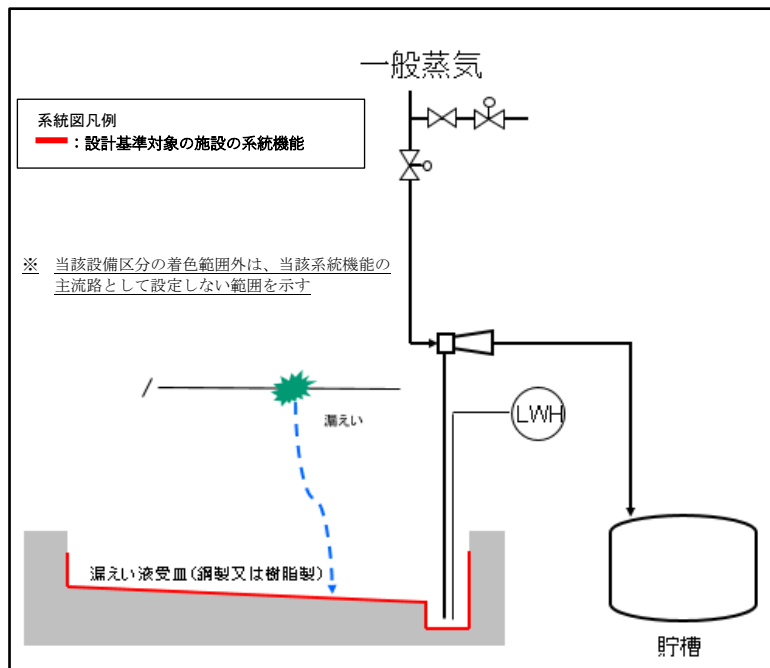 一般蒸気
系統図凡例
：設計基準対象の施設の系統機能
※ 当該設備区分の着色範囲外は、当該系統機能の
主流路として設定しない範囲を示す
漏えい
LWH
漏えい液受皿(鋼製又は樹脂製)
貯槽